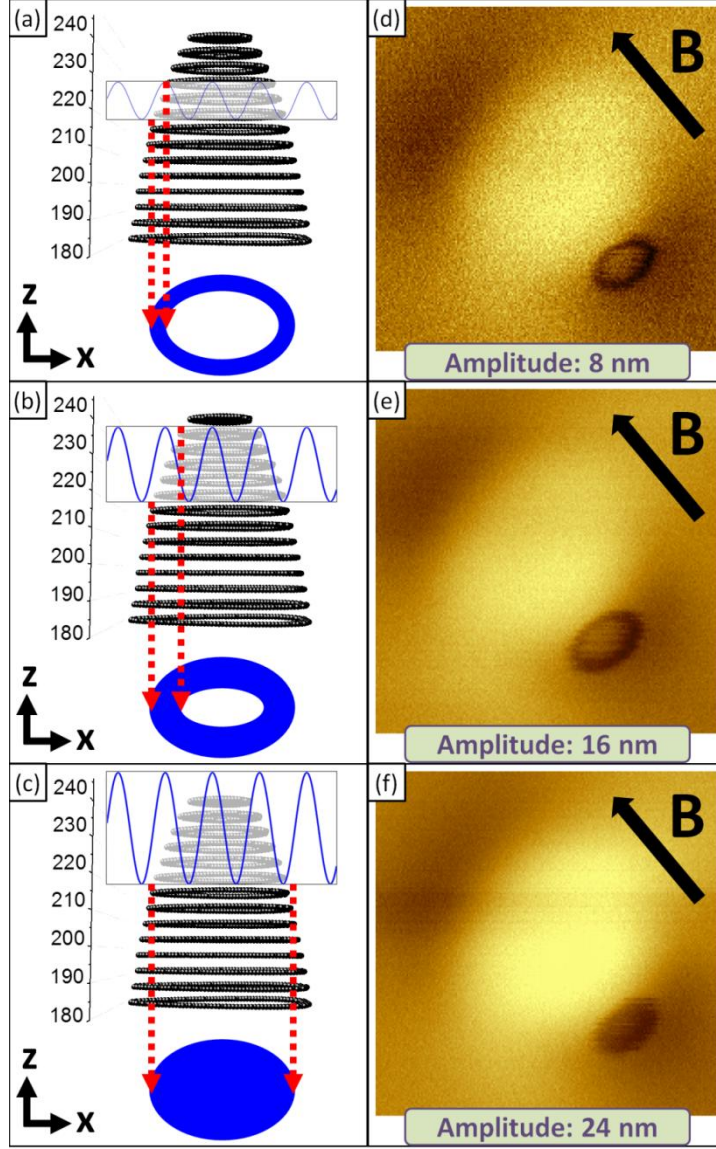 (a)
240
230
220
210
200
190
180
Z
X
(d)
B
Amplitude: 8 nm
(b)
240
230
220
210
200
190
180
Z
X
(e)
B
Amplitude: 16 nm
(c)
240
230
220
210
200
190
180
Z
X
(f)
B
Amplitude: 24 nm